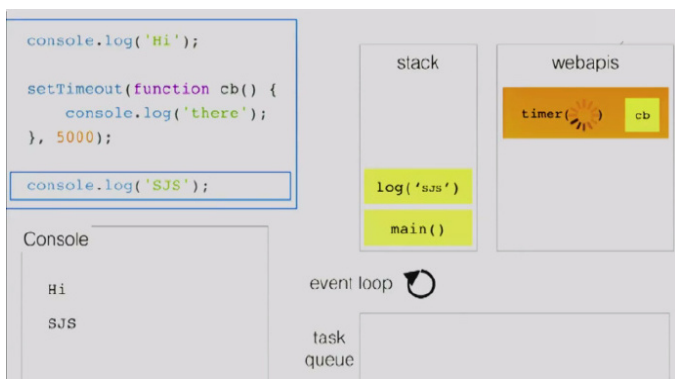 console.log('Hi');
setTimeout(function cb() {
console.log('there');
}, 5000);
console.log('SJS');
Console
Hi
SJS
stack
log('SJS')
main()
webapis
timer( )
cb
event loop
task
queue